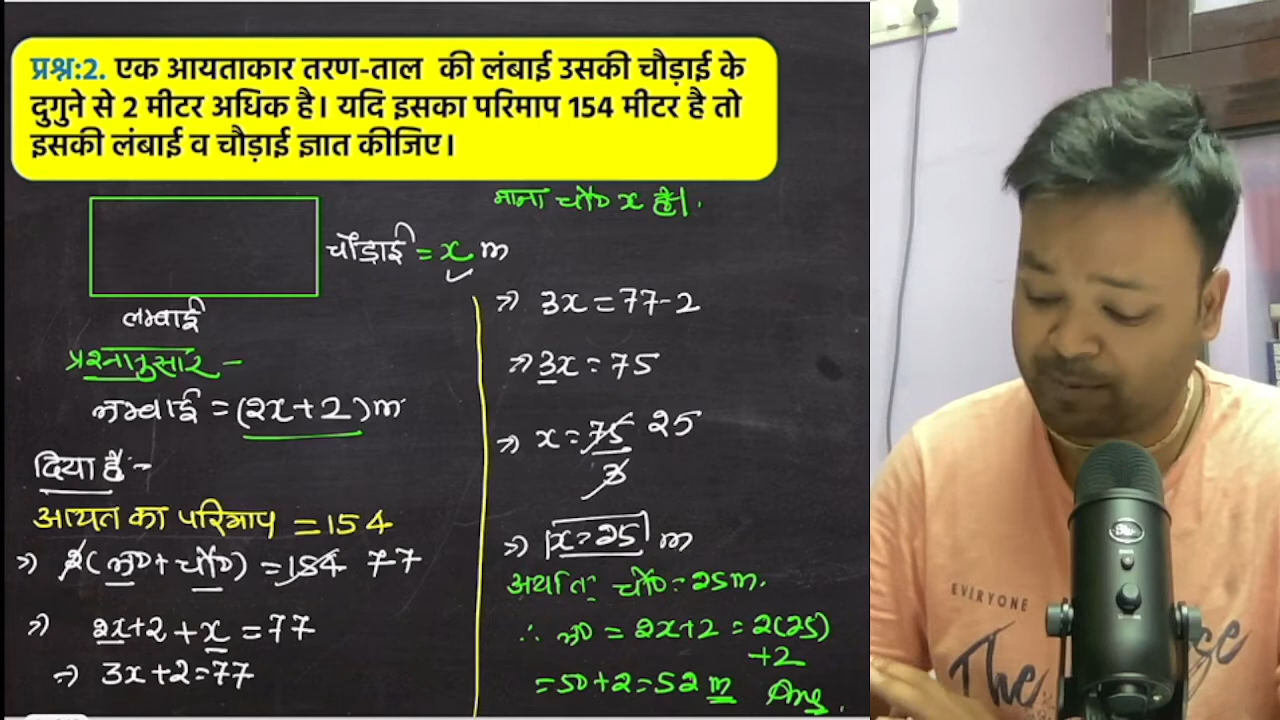 प्रश्न:2. एक आयताकार तरण-ताल की लंबाई उसकी चौड़ाई के
दुगुने से 2 मीटर अधिक है। यदि इसका परिमाप 154 मीटर है तो
इसकी लंबाई व चौड़ाई ज्ञात कीजिए।
चौड़ाई = x m
लम्बाई
प्रश्नानुसार -
लम्बाई = (2x+2) m
दिया है -
आयत का परिमाप = 154
⇒ 2(ल० + चौ०) = 154 77
⇒ 2x+2 + x = 77
⇒ 3x+2=77
माना चौ० x है।
⇒ 3x = 77-2
⇒ 3x = 75
⇒ x = 75 25
3
⇒ x = 25 m
अर्थात: चौ० = 25m.
∴ ल० = 2x+2 = 2(25)
+2
= 50+2 = 52 m Ans.
Blue
EVERYONE
The